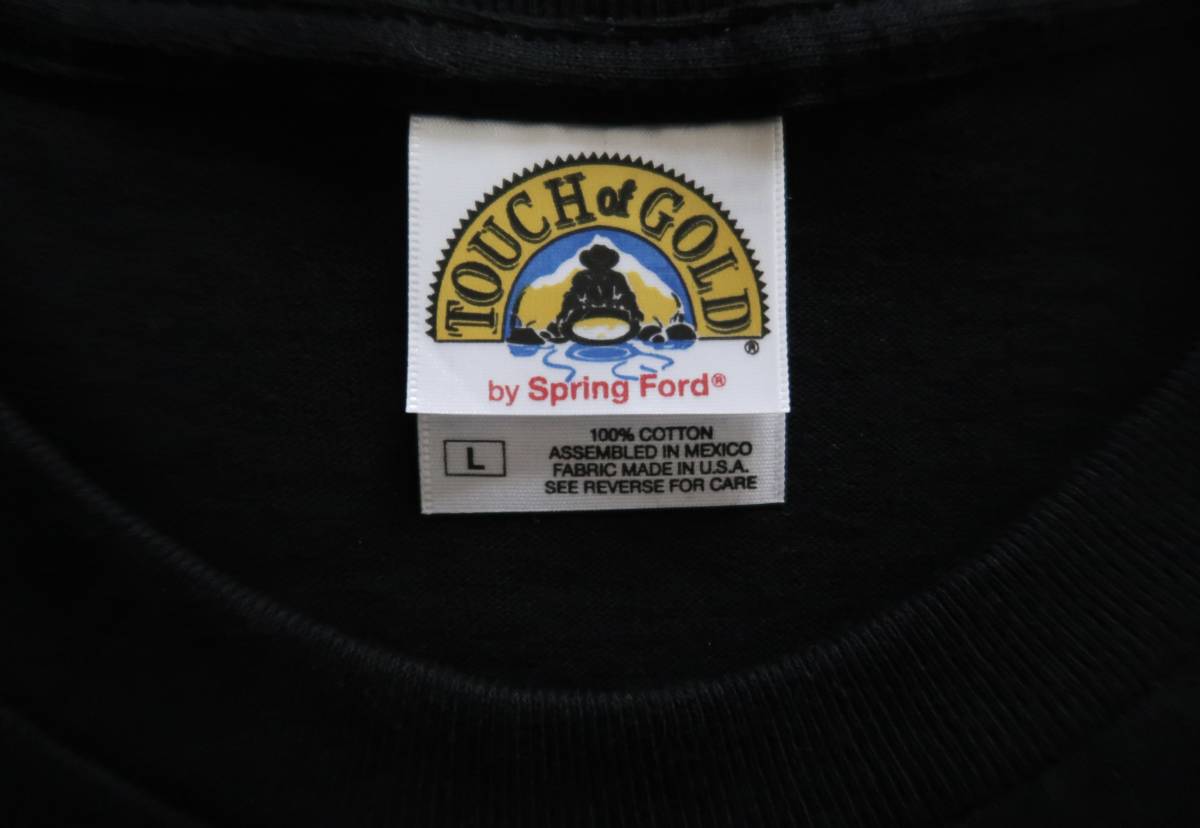 TOUCH of GOLD®
by Spring Ford®
L
100% COTTON
ASSEMBLED IN MEXICO
FABRIC MADE IN U.S.A.
SEE REVERSE FOR CARE